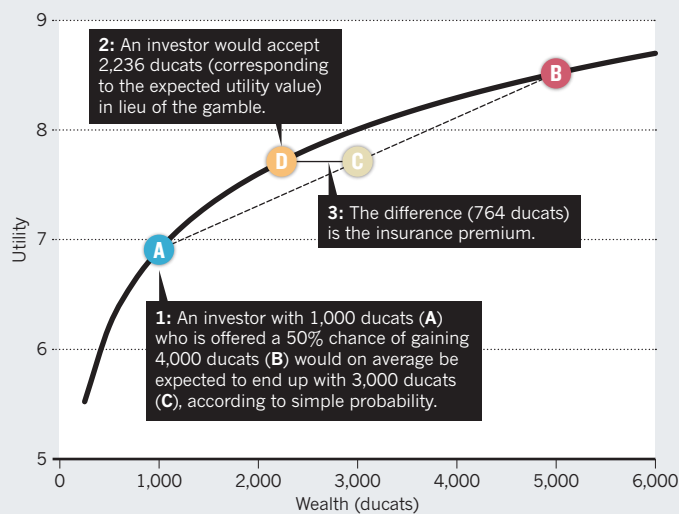 9
8
7
6
5
Utility
2: An investor would accept
2,236 ducats (corresponding
to the expected utility value)
in lieu of the gamble.
B
D
C
3: The difference (764 ducats)
is the insurance premium.
A
1: An investor with 1,000 ducats (A)
who is offered a 50% chance of gaining
4,000 ducats (B) would on average be
expected to end up with 3,000 ducats
(C), according to simple probability.
0 1,000 2,000 3,000 4,000 5,000 6,000
Wealth (ducats)